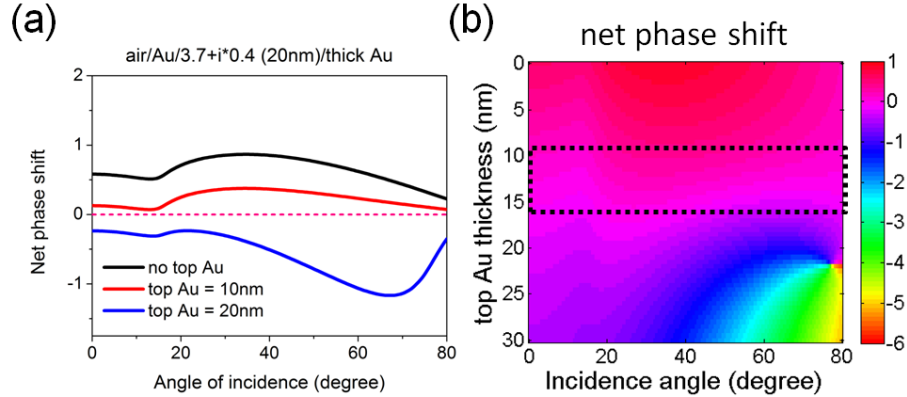 (a)
air/Au/3.7+i*0.4 (20nm)/thick Au
Net phase shift
2
1
0
-1
no top Au
top Au = 10nm
top Au = 20nm
0
20
40
60
80
Angle of incidence (degree)
(b)
net phase shift
top Au thickness (nm)
0
5
10
15
20
25
30
0
20
40
60
80
Incidence angle (degree)
1
0
-1
-2
-3
-4
-5
-6